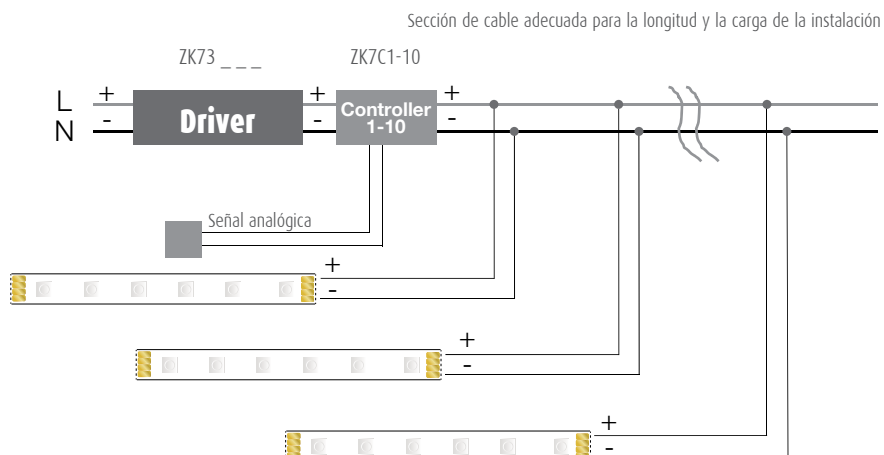 Sección de cable adecuada para la longitud y la carga de la instalación
ZK73 _ _ _
ZK7C1-10
L + + +
Driver
Controller
1-10
N - - -
Señal analógica
+
-
+
-
+
-